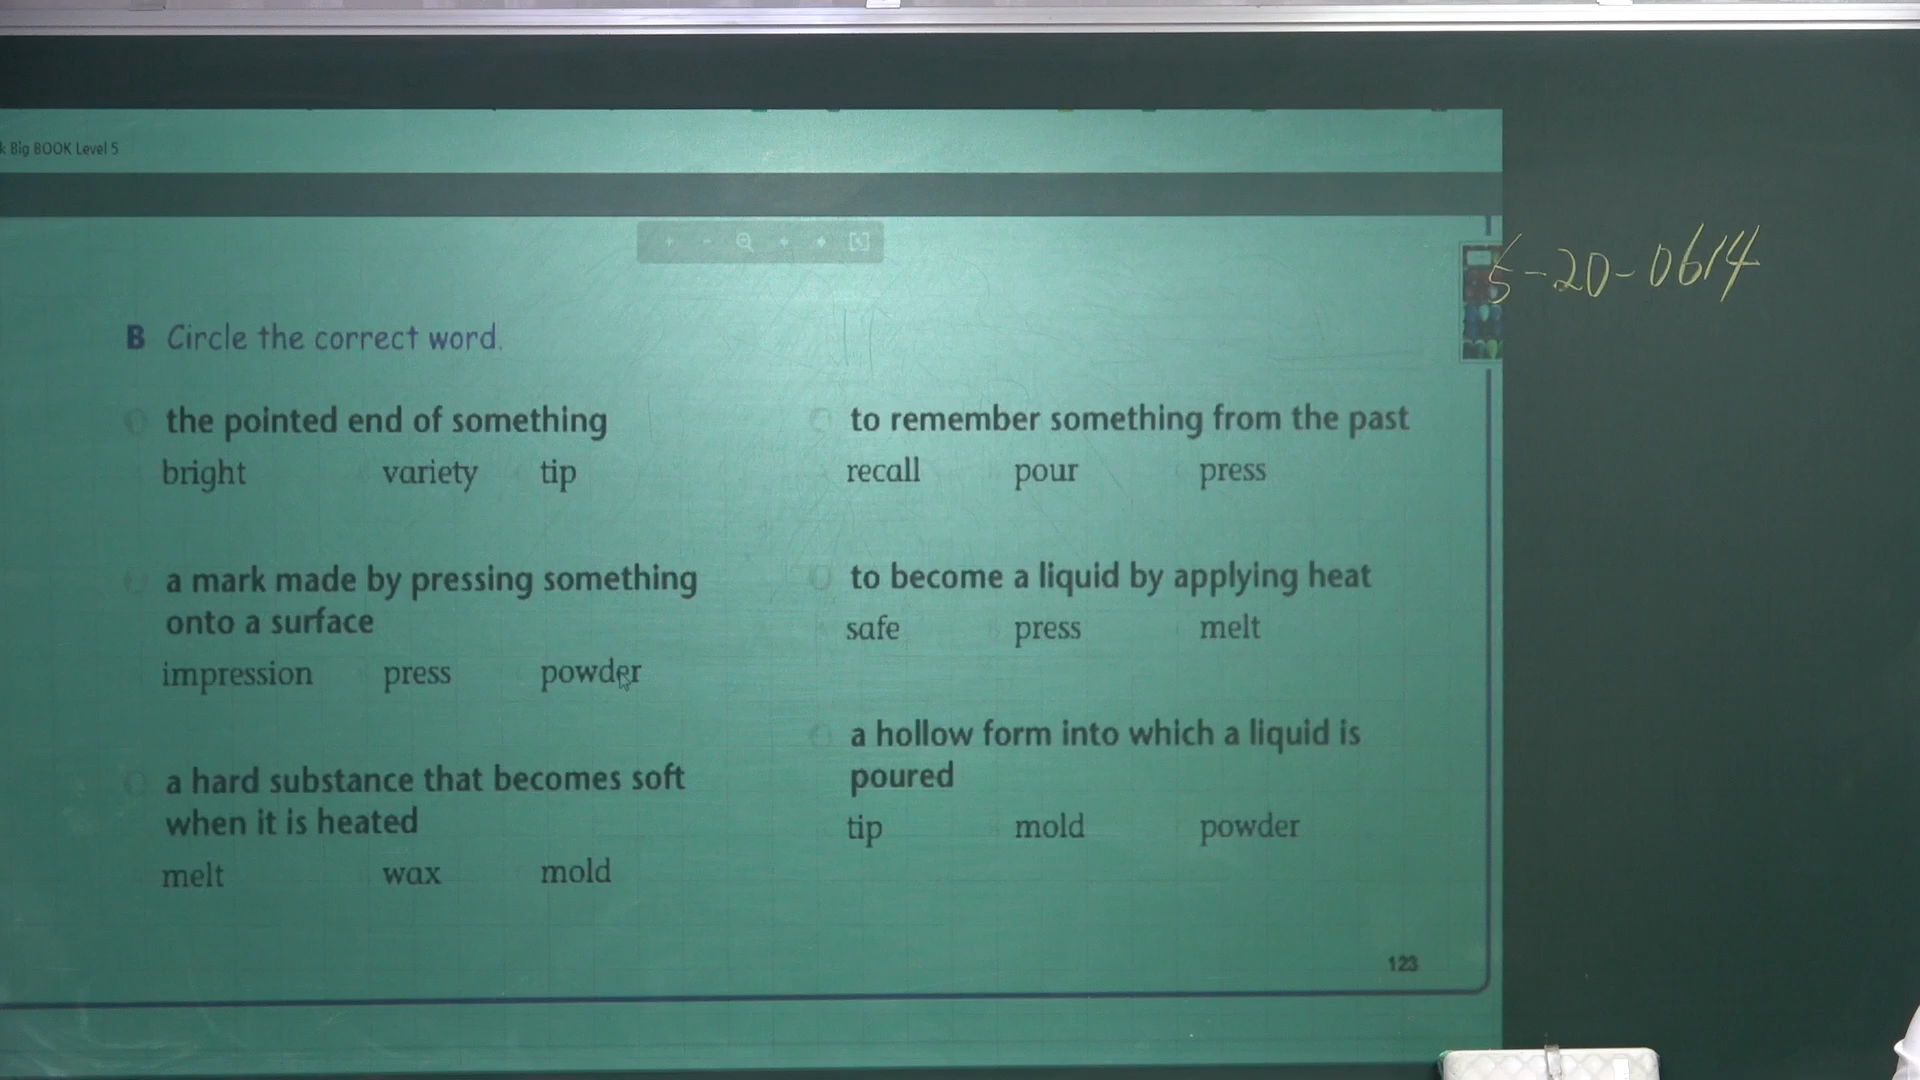 k Big BOOK Level 5
5-20-0614
B Circle the correct word.
the pointed end of something
bright variety tip
a mark made by pressing something
onto a surface
impression press powder
a hard substance that becomes soft
when it is heated
melt wax mold
to remember something from the past
recall pour press
to become a liquid by applying heat
safe press melt
a hollow form into which a liquid is
poured
tip mold powder
123